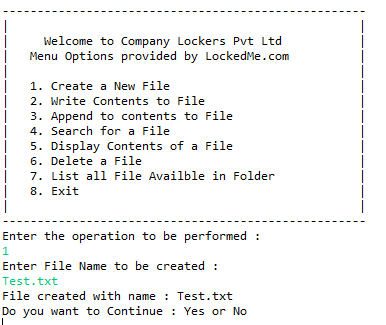 Welcome to Company Lockers Pvt Ltd
Menu Options provided by LockedMe.com
1. Create a New File
2. Write Contents to File
3. Append to contents to File
4. Search for a File
5. Display Contents of a File
6. Delete a File
7. List all File Availble in Folder
8. Exit
Enter the operation to be performed :
1
Enter File Name to be created :
Test.txt
File created with name : Test.txt
Do you want to Continue : Yes or No